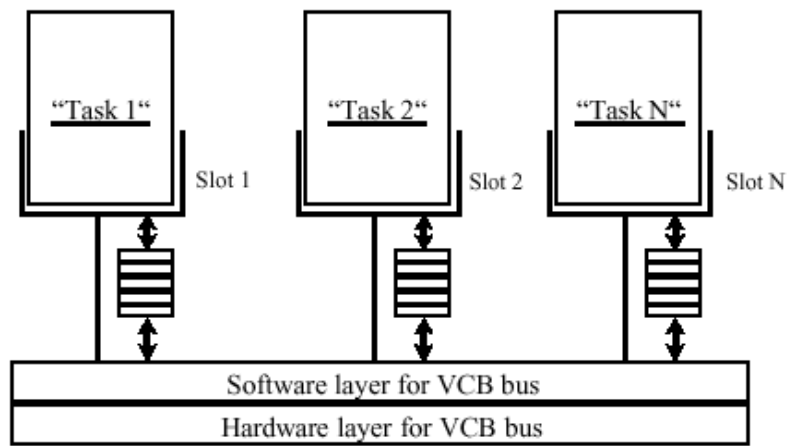 “Task 1“
“Task 2“
“Task N“
Slot 1
Slot 2
Slot N
Software layer for VCB bus
Hardware layer for VCB bus